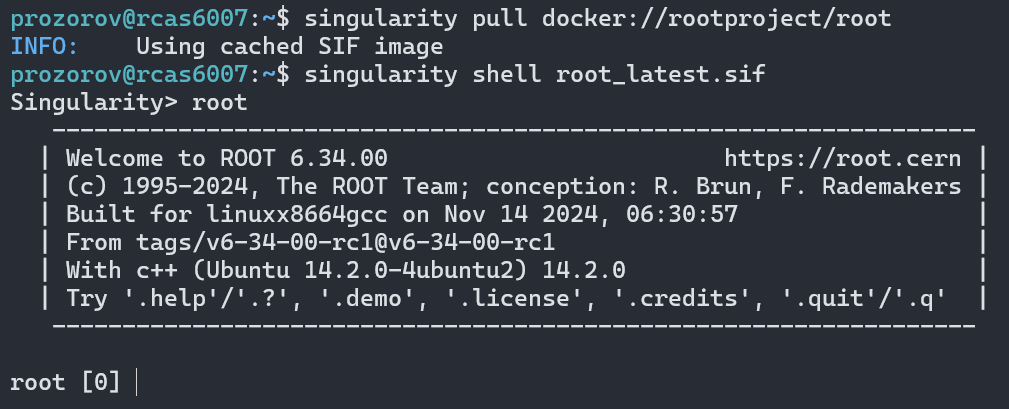 prozorov@rcas6007:~$ singularity pull docker://rootproject/root
INFO:    Using cached SIF image
prozorov@rcas6007:~$ singularity shell root_latest.sif
Singularity> root
   ------------------------------------------------------------------
  | Welcome to ROOT 6.34.00                        https://root.cern |
  | (c) 1995-2024, The ROOT Team; conception: R. Brun, F. Rademakers |
  | Built for linuxx8664gcc on Nov 14 2024, 06:30:57                 |
  | From tags/v6-34-00-rc1@v6-34-00-rc1                              |
  | With c++ (Ubuntu 14.2.0-4ubuntu2) 14.2.0                         |
  | Try '.help'/'.?', '.demo', '.license', '.credits', '.quit'/'.q'  |
   ------------------------------------------------------------------
root [0]